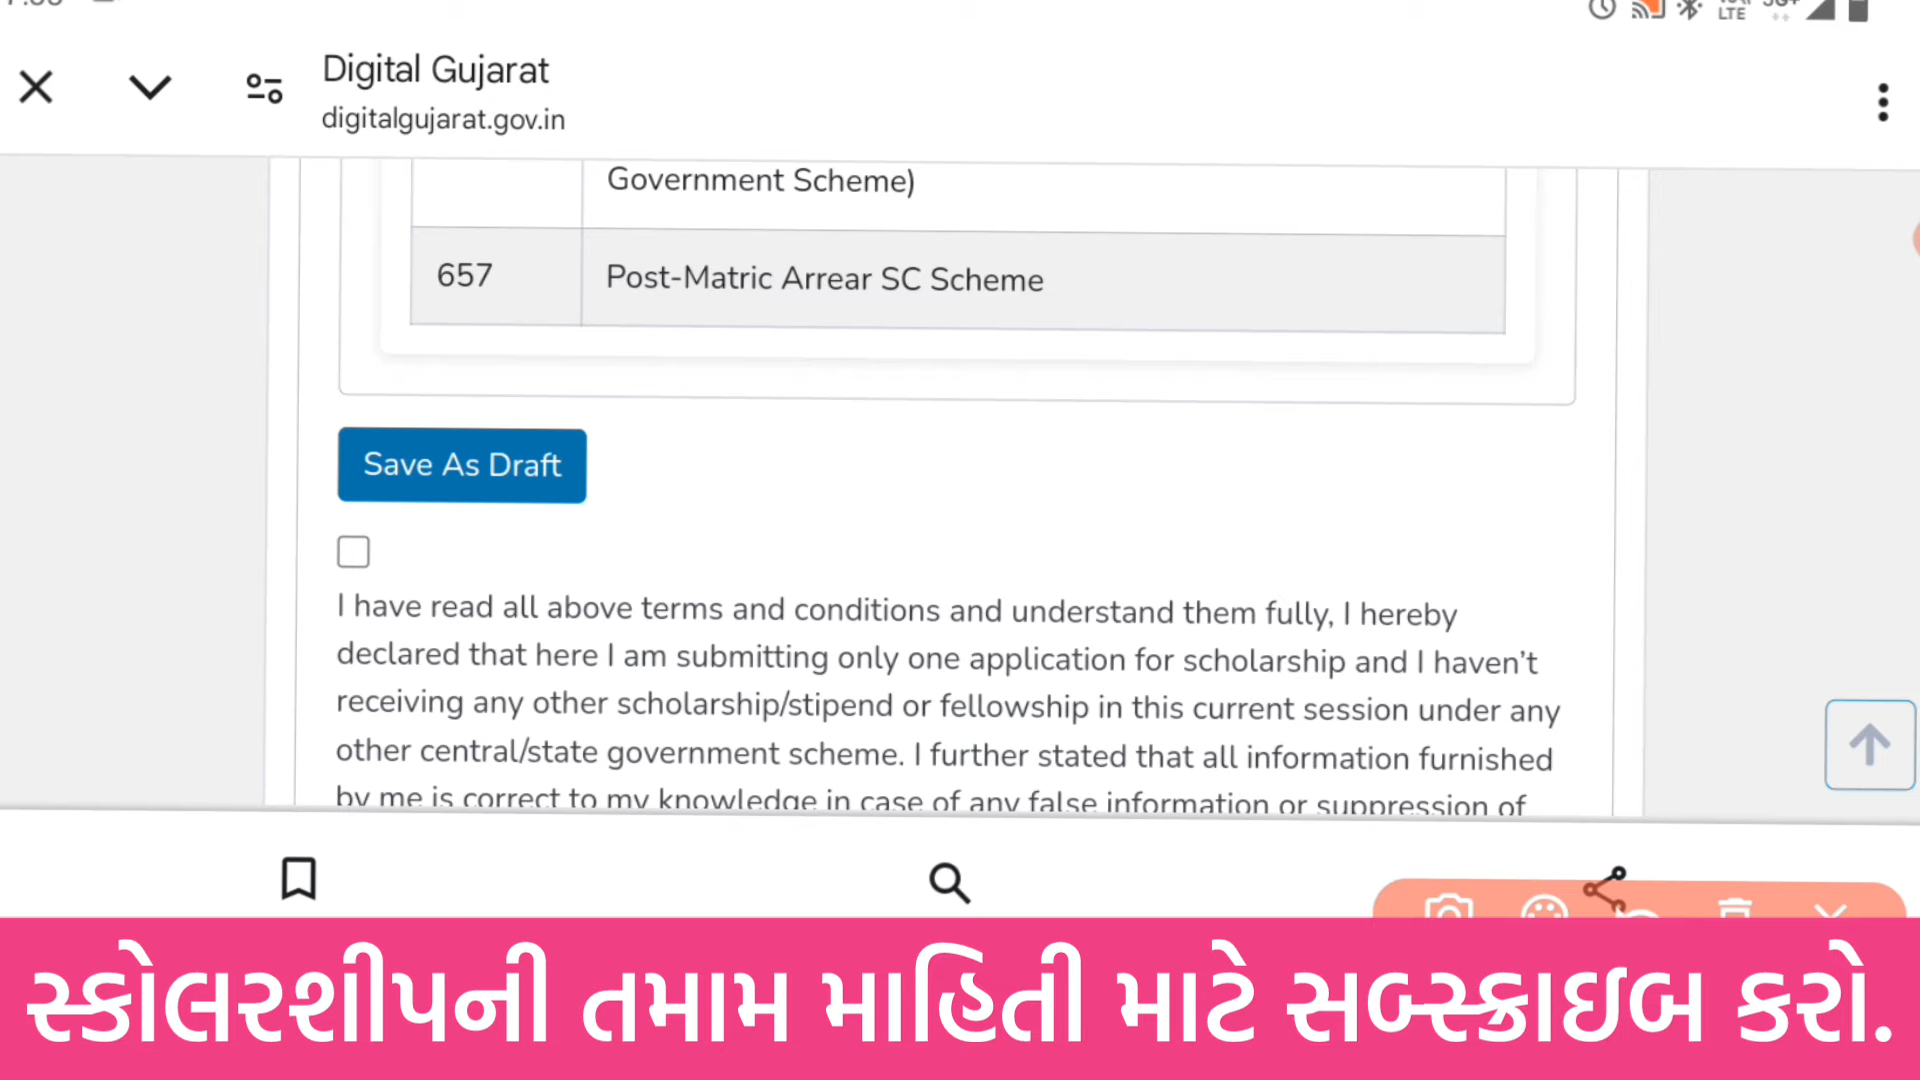 LTE
Digital Gujarat
digitalgujarat.gov.in
Government Scheme)
657 Post-Matric Arrear SC Scheme
Save As Draft
I have read all above terms and conditions and understand them fully, I hereby
declared that here I am submitting only one application for scholarship and I haven't
receiving any other scholarship/stipend or fellowship in this current session under any
other central/state government scheme. I further stated that all information furnished
by me is correct to my knowledge in case of any false information or suppression of
સ્કોલરશીપની તમામ માહિતી માટે સબ્સ્ક્રાઇબ કરો.